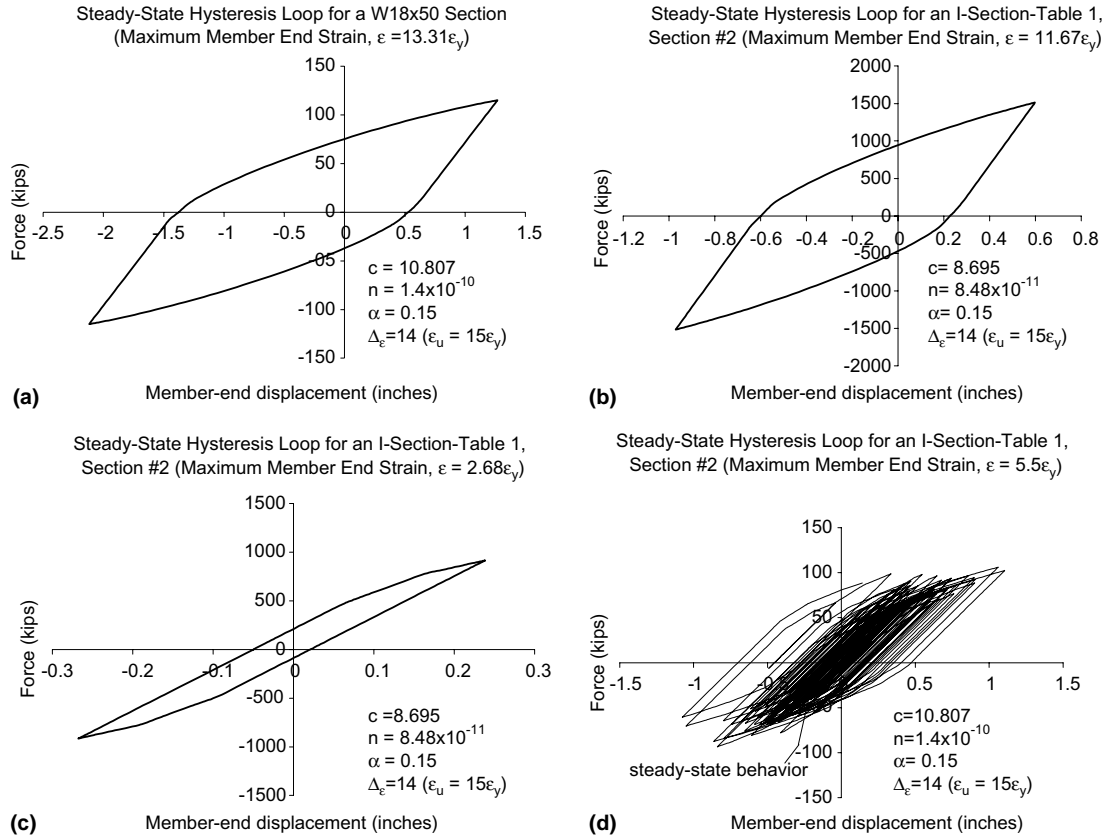 Steady-State Hysteresis Loop for a W18x50 Section
(Maximum Member End Strain, ε =13.31εy)
150
100
50
0
05
-100
-150
-2.5 -2 -1.5 -1 -0.5 0 0.5 1 1.5
Force (kips)
c = 10.807
n = 1.4x10-10
α = 0.15
Δε=14 (εu = 15εy)
(a)
Member-end displacement (inches)
Steady-State Hysteresis Loop for an I-Section-Table 1,
Section #2 (Maximum Member End Strain, ε = 11.67εy)
2000
1500
1000
500
0
-500
-1000
-1500
-2000
-1.2 -1 -0.8 -0.6 -0.4 -0.2 0 0.2 0.4 0.6 0.8
Force (kips)
c= 8.695
n= 8.48x10-11
α = 0.15
Δε=14 (εu = 15εy)
(b)
Member-end displacement (inches)
Steady-State Hysteresis Loop for an I-Section-Table 1,
Section #2 (Maximum Member End Strain, ε = 2.68εy)
1500
1000
500
0
-500
-1000
-1500
-0.3 -0.2 -0.1 0 0.1 0.2 0.3
Force (kips)
c =8.695
n = 8.48x10-11
α = 0.15
Δε=14 (εu = 15εy)
(c)
Member-end displacement (inches)
Steady-State Hysteresis Loop for an I-Section-Table 1,
Section #2 (Maximum Member End Strain, ε = 5.5εy)
150
100
50
-100
-150
-1.5 -1 0.5 1 1.5
Force (kips)
c=10.807
n=1.4x10-10
α= 0.15
Δε=14 (εu = 15εy)
steady-state behavior
(d)
Member-end displacement (inches)